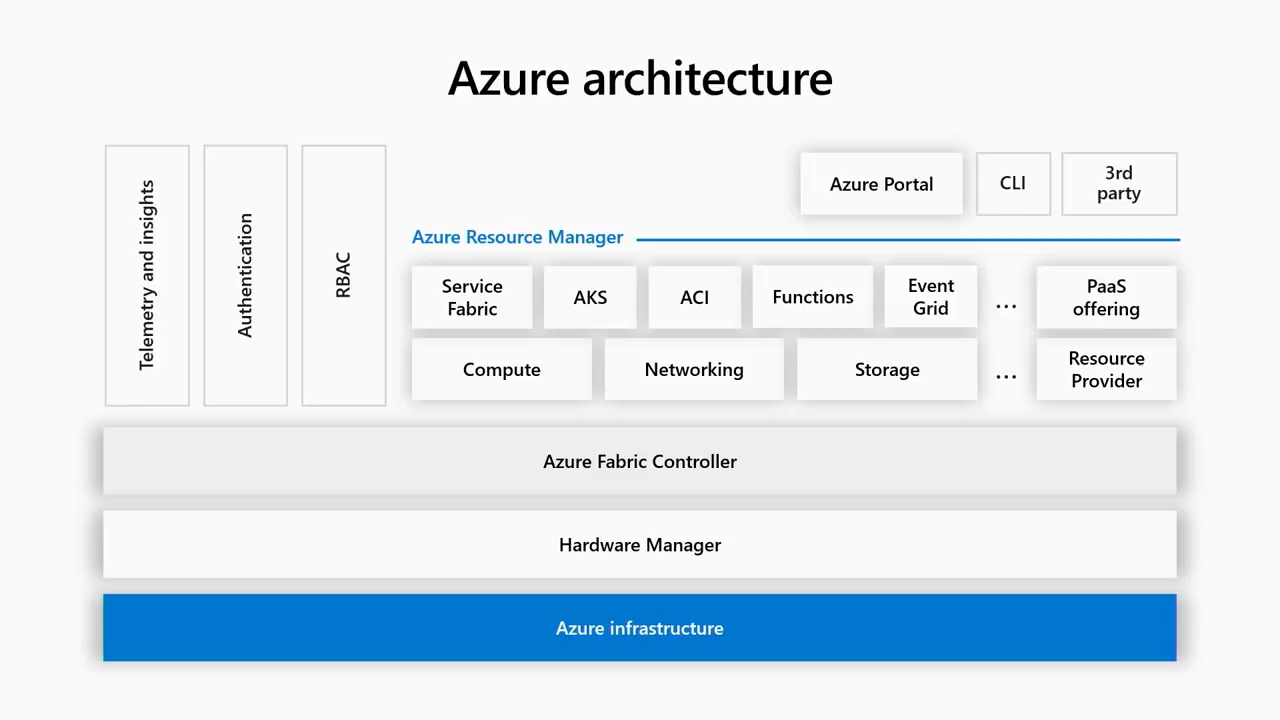 Azure architecture
Telemetry and insights
Authentication
RBAC
Azure Portal
CLI
3rd
party
Azure Resource Manager
Service
Fabric
AKS
ACI
Functions
Event
Grid
...
PaaS
offering
Compute
Networking
Storage
...
Resource
Provider
Azure Fabric Controller
Hardware Manager
Azure infrastructure